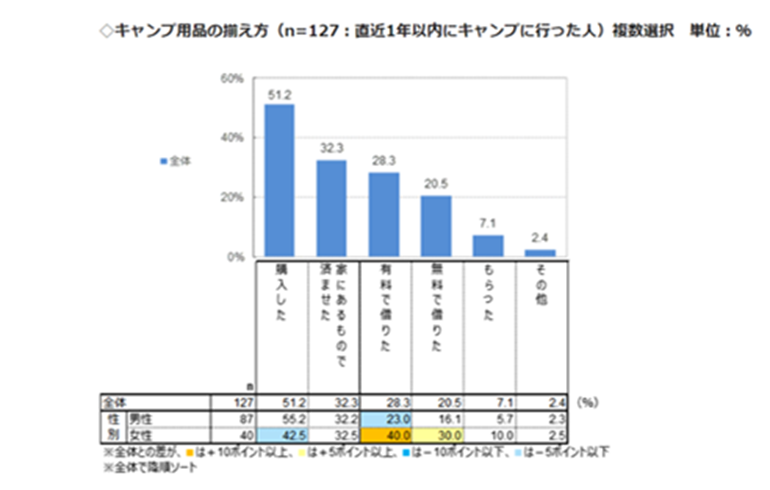 ◇キャンプ用品の揃え方（n=127：直近1年以内にキャンプに行った人）複数選択　単位：%
60%
40%
20%
0%
■全体
51.2
32.3
28.3
20.5
7.1
2.4
購入した
家にあるもので済ませた
有料で借りた
無料で借りた
もらった
その他
n
全体 127 51.2 32.3 28.3 20.5 7.1 2.4 (%)
性別 男性 87 55.2 32.2 23.0 16.1 5.7 2.3
女性 40 42.5 32.5 40.0 30.0 10.0 2.5
※全体との差が、■は＋10ポイント以上、■は＋5ポイント以上、■は－10ポイント以下、■は－5ポイント以下
※全体で降順ソート